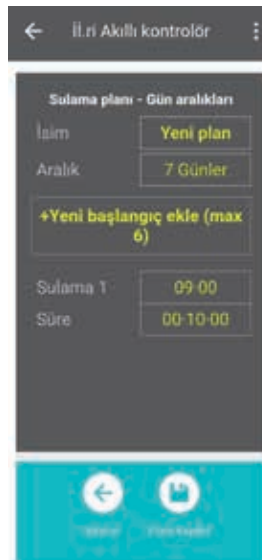 İl.ri Akıllı kontrolör
Sulama planı - Gün aralıkları
İsim Yeni plan
Aralık 7 Günler
+Yeni başlangıç ekle (max
6)
Sulama 1 09-00
Süre 00-10-00